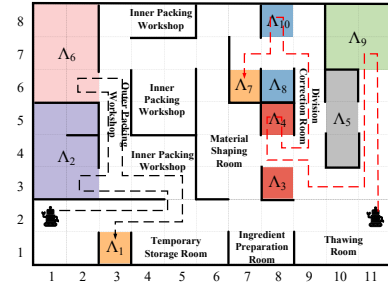 8
7
6
5
4
3
2
1
Inner Packing
Workshop
Λ10
Λ9
Λ6
Λ7
Λ8
Inner Packing
Workshop
Outer Packing
Workshop
Division
Correction Room
Λ4
Λ5
Λ2
Inner Packing
Workshop
Material
Shaping
Room
Λ3
Λ1
Temporary
Storage Room
Ingredient
Preparation
Room
Thawing
Room
1 2 3 4 5 6 7 8 9 10 11